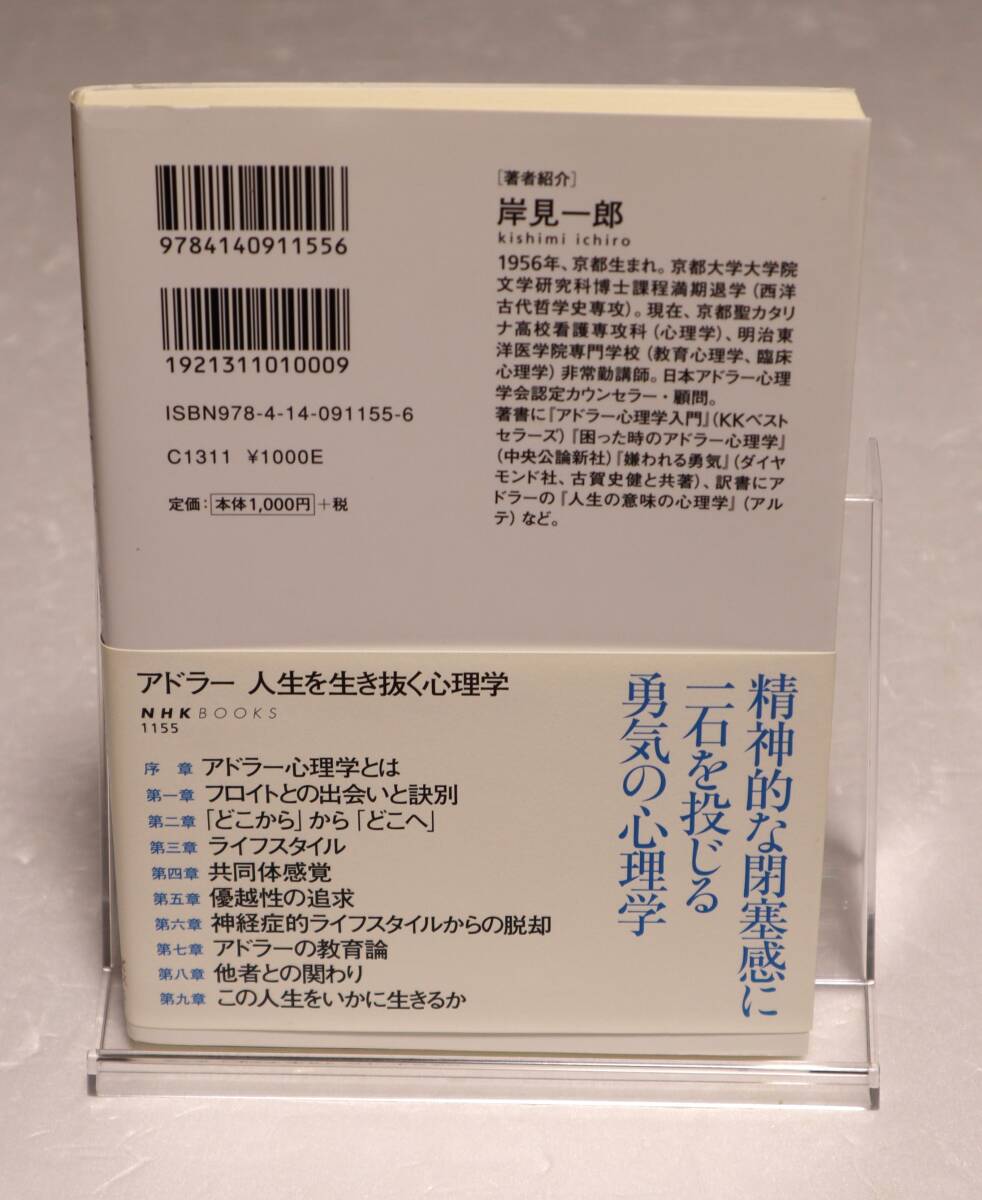 9784140911556
1921311010009
ISBN978-4-14-091155-6
C1311 ¥1000E
定価:本体1,000円+税
[著者紹介]
岸見一郎
kishimi ichiro
1956年、京都生まれ。京都大学大学院
文学研究科博士課程満期退学(西洋
古代哲学史専攻)。現在、京都聖カタリ
ナ高校看護専攻科(心理学)、明治東
洋医学院専門学校(教育心理学、臨床
心理学)非常勤講師。日本アドラー心理
学会認定カウンセラー・顧問。
著書に『アドラー心理学入門』(KKベスト
セラーズ)『困った時のアドラー心理学』
(中央公論新社)『嫌われる勇気』(ダイヤ
モンド社、古賀史健と共著)、訳書にア
ドラーの『人生の意味の心理学』(アル
テ)など。
精神的な閉塞感に
一石を投じる
勇気の心理学
アドラー 人生を生き抜く心理学
NHK BOOKS
1155
序章 アドラー心理学とは
第一章 フロイトとの出会いと訣別
第二章 「どこから」から「どこへ」
第三章 ライフスタイル
第四章 共同体感覚
第五章 優越性の追求
第六章 神経症的ライフスタイルからの脱却
第七章 アドラーの教育論
第八章 他者との関わり
第九章 この人生をいかに生きるか